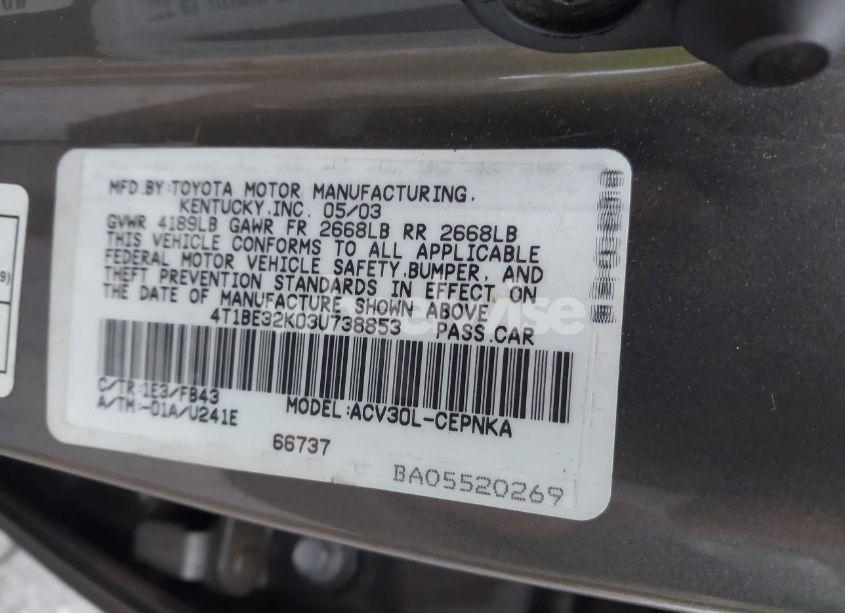 MFD.BY:TOYOTA MOTOR MANUFACTURING,
KENTUCKY,INC. 05/03
GVWR 4189LB GAWR FR 2668LB RR 2668LB
THIS VEHICLE CONFORMS TO ALL APPLICABLE
FEDERAL MOTOR VEHICLE SAFETY,BUMPER, AND
THEFT PREVENTION STANDARDS IN EFFECT ON
THE DATE OF MANUFACTURE SHOWN ABOVE
4T1BE32K03U738853 PASS.CAR
C/TR:1E3/FB43
A/TM:-01A/U241E
MODEL:ACV30L-CEPNKA
66737
BA05520269
9)